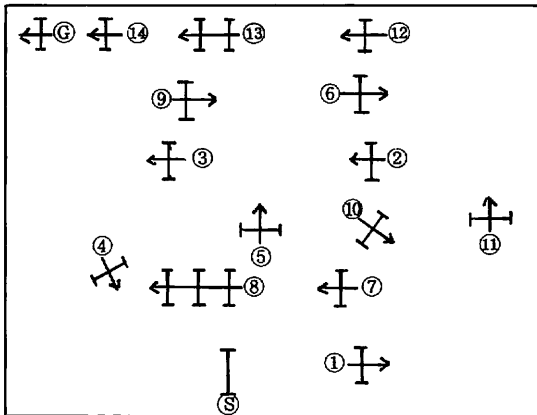 Ⓖ ⑭ ⑬ ⑫
⑨ ⑥
③ ②
④ ⑤ ⑩ ⑪
⑧ ⑦
Ⓢ ①